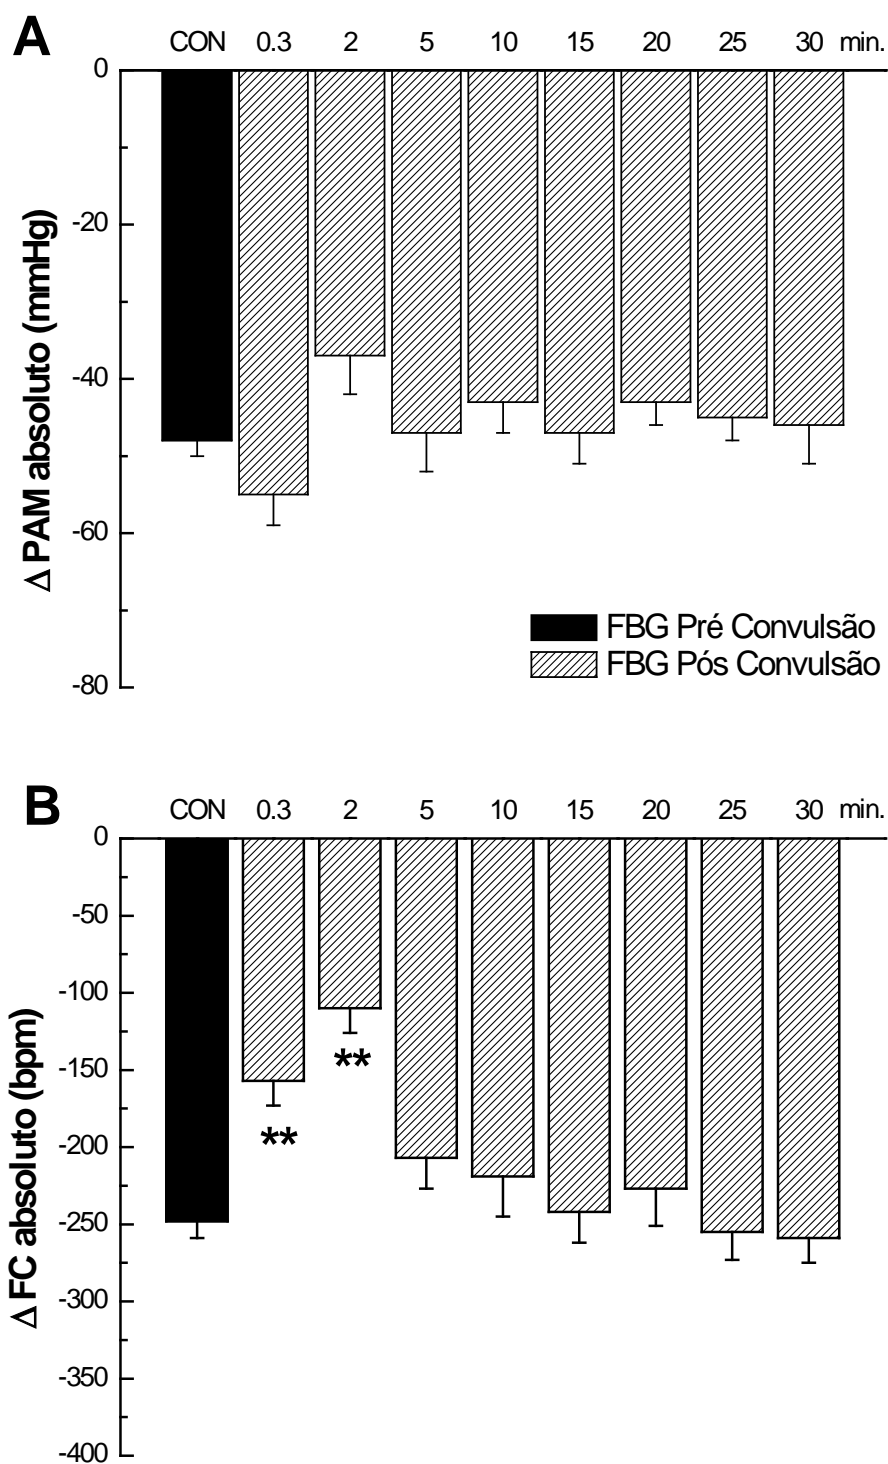 A
CON 0.3 2 5 10 15 20 25 30 min.
0
-20
-40
-60
-80
Δ PAM absoluto (mmHg)
FBG Pré Convulsão
FBG Pós Convulsão
B
CON 0.3 2 5 10 15 20 25 30 min.
0
-50
-100
-150
-200
-250
-300
-350
-400
Δ FC absoluto (bpm)
**
**